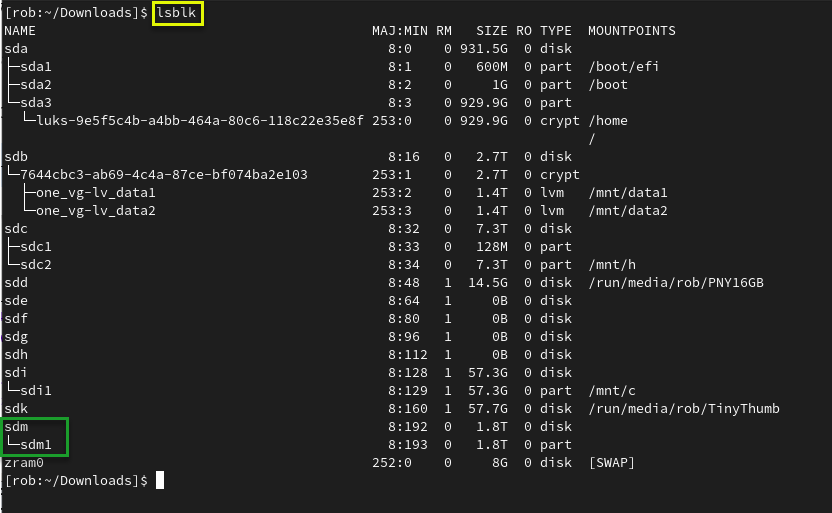 [rob:~/Downloads]$ lsblk
NAME MAJ:MIN RM SIZE RO TYPE MOUNTPOINTS
sda 8:0 0 931.5G 0 disk
├─sda1 8:1 0 600M 0 part /boot/efi
├─sda2 8:2 0 1G 0 part /boot
└─sda3 8:3 0 929.9G 0 part
└─luks-9e5f5c4b-a4bb-464a-80c6-118c22e35e8f 253:0 0 929.9G 0 crypt /home
/
sdb 8:16 0 2.7T 0 disk
└─7644cbc3-ab69-4c4a-87ce-bf074ba2e103 253:1 0 2.7T 0 crypt
├─one_vg-lv_data1 253:2 0 1.4T 0 lvm /mnt/data1
└─one_vg-lv_data2 253:3 0 1.4T 0 lvm /mnt/data2
sdc 8:32 0 7.3T 0 disk
├─sdc1 8:33 0 128M 0 part
└─sdc2 8:34 0 7.3T 0 part /mnt/h
sdd 8:48 1 14.5G 0 disk /run/media/rob/PNY16GB
sde 8:64 1 0B 0 disk
sdf 8:80 1 0B 0 disk
sdg 8:96 1 0B 0 disk
sdh 8:112 1 0B 0 disk
sdi 8:128 1 57.3G 0 disk
└─sdi1 8:129 1 57.3G 0 part /mnt/c
sdk 8:160 1 57.7G 0 disk /run/media/rob/TinyThumb
sdm 8:192 0 1.8T 0 disk
└─sdm1 8:193 0 1.8T 0 part
zram0 252:0 0 8G 0 disk [SWAP]
[rob:~/Downloads]$